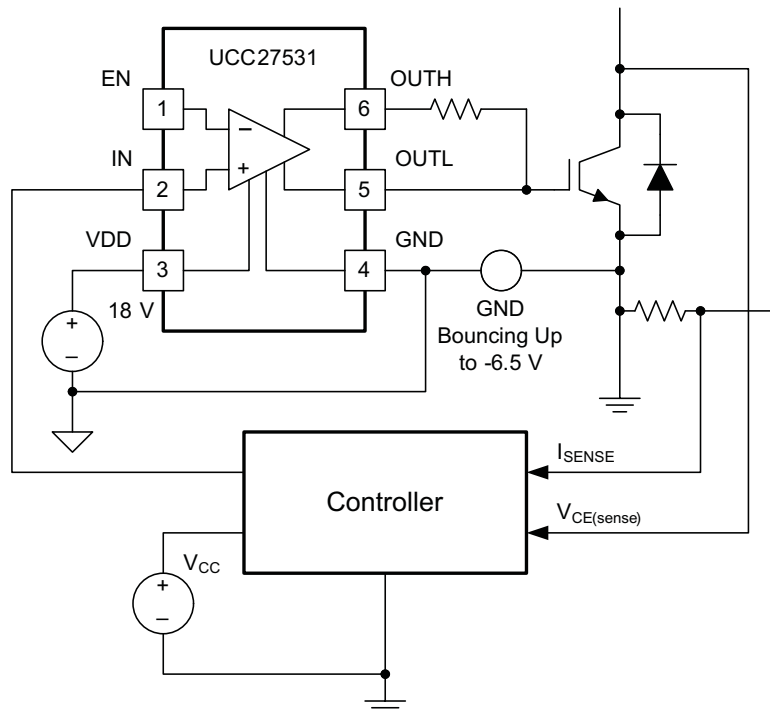 UCC27531
EN
OUTH
1
6
IN
OUTL
2
5
VDD
GND
3
4
18 V
GND
Bouncing Up
to -6.5 V
+
–
–
+
Controller
ISENSE
VCE(sense)
VCC
+
–